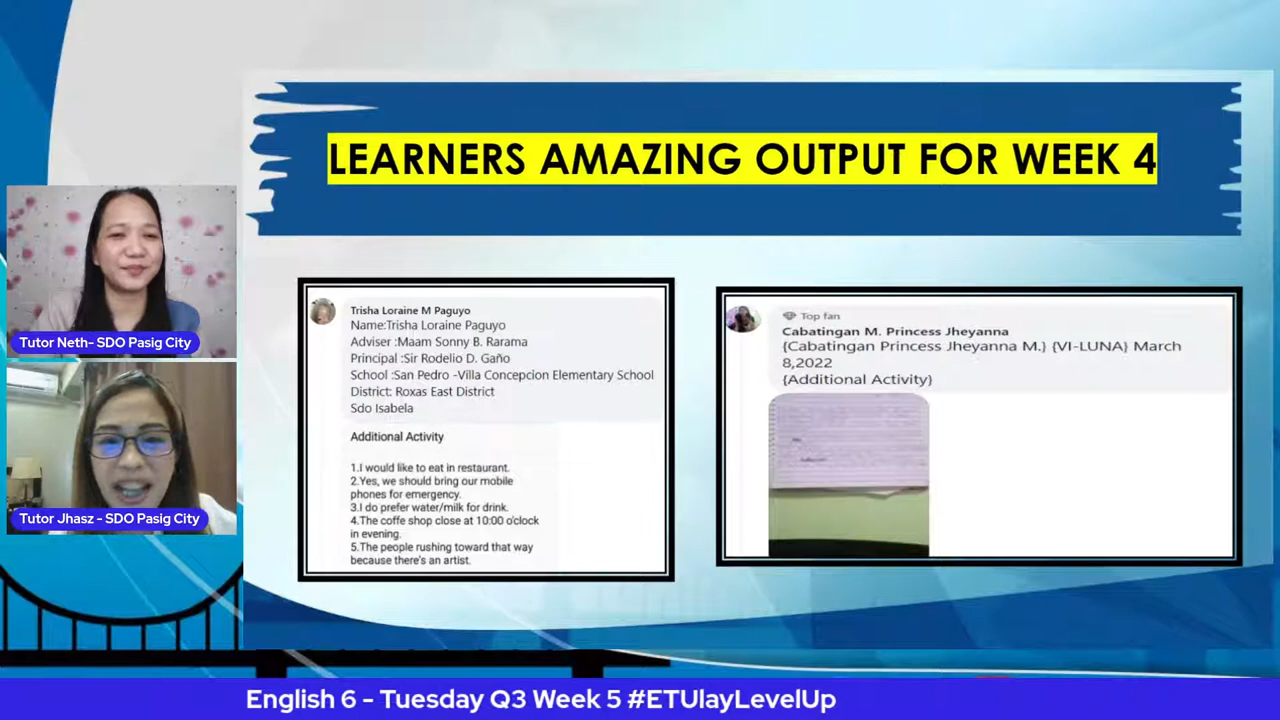 LEARNERS AMAZING OUTPUT FOR WEEK 4
Tutor Neth- SDO Pasig City
Tutor Jhasz - SDO Pasig City
Trisha Loraine M Paguyo
Name:Trisha Loraine Paguyo
Adviser :Maam Sonny B. Rarama
Principal :Sir Rodelio D. Gaño
School :San Pedro -Villa Concepcion Elementary School
District: Roxas East District
Sdo Isabela
Additional Activity
1.I would like to eat in restaurant.
2.Yes, we should bring our mobile
phones for emergency.
3.I do prefer water/milk for drink.
4.The coffe shop close at 10:00 o'clock
in evening.
5.The people rushing toward that way
because there's an artist.
Top fan
Cabatingan M. Princess Jheyanna
{Cabatingan Princess Jheyanna M.} {VI-LUNA} March
8,2022
{Additional Activity}
English 6 - Tuesday Q3 Week 5 #ETUlayLevelUp